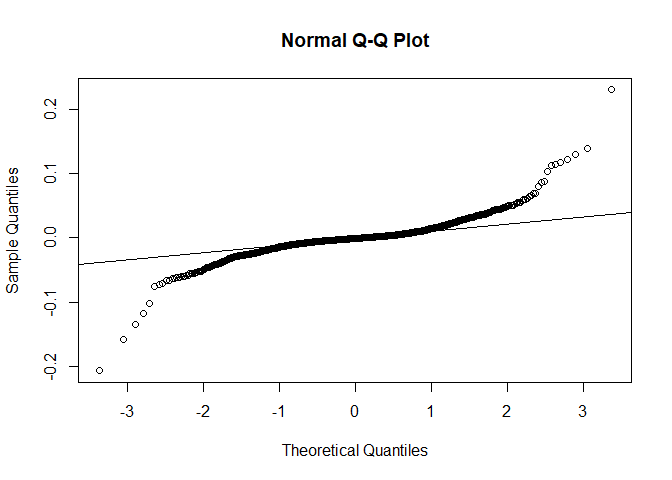 Normal Q-Q Plot
Sample Quantiles
0.2
0.1
0.0
-0.1
-0.2
-3 -2 -1 0 1 2 3
Theoretical Quantiles